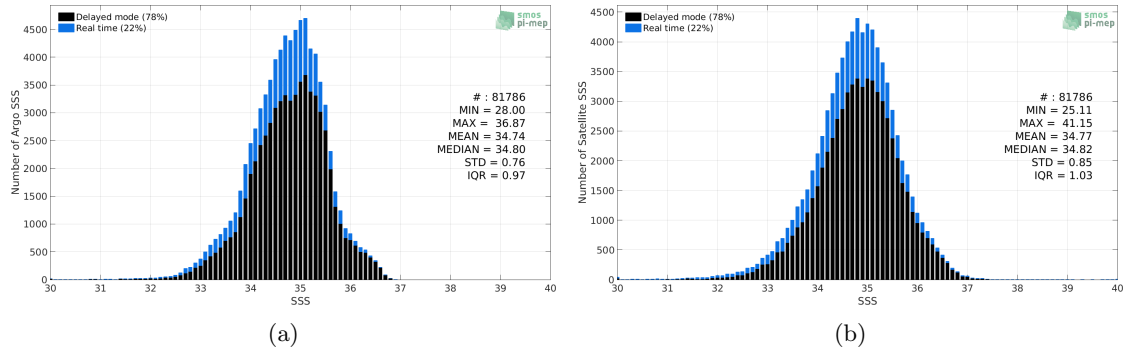 Delayed mode (78%)
Real time (22%)
smos
pi-mep
Number of Argo SSS
4500
4000
3500
3000
2500
2000
1500
1000
500
0
# : 81786
MIN = 28.00
MAX = 36.87
MEAN = 34.74
MEDIAN = 34.80
STD = 0.76
IQR = 0.97
30 31 32 33 34 35 36 37 38 39 40
SSS
(a)
Delayed mode (78%)
Real time (22%)
smos
pi-mep
Number of Satellite SSS
4500
4000
3500
3000
2500
2000
1500
1000
500
0
# : 81786
MIN = 25.11
MAX = 41.15
MEAN = 34.77
MEDIAN = 34.82
STD = 0.85
IQR = 1.03
30 31 32 33 34 35 36 37 38 39 40
SSS
(b)